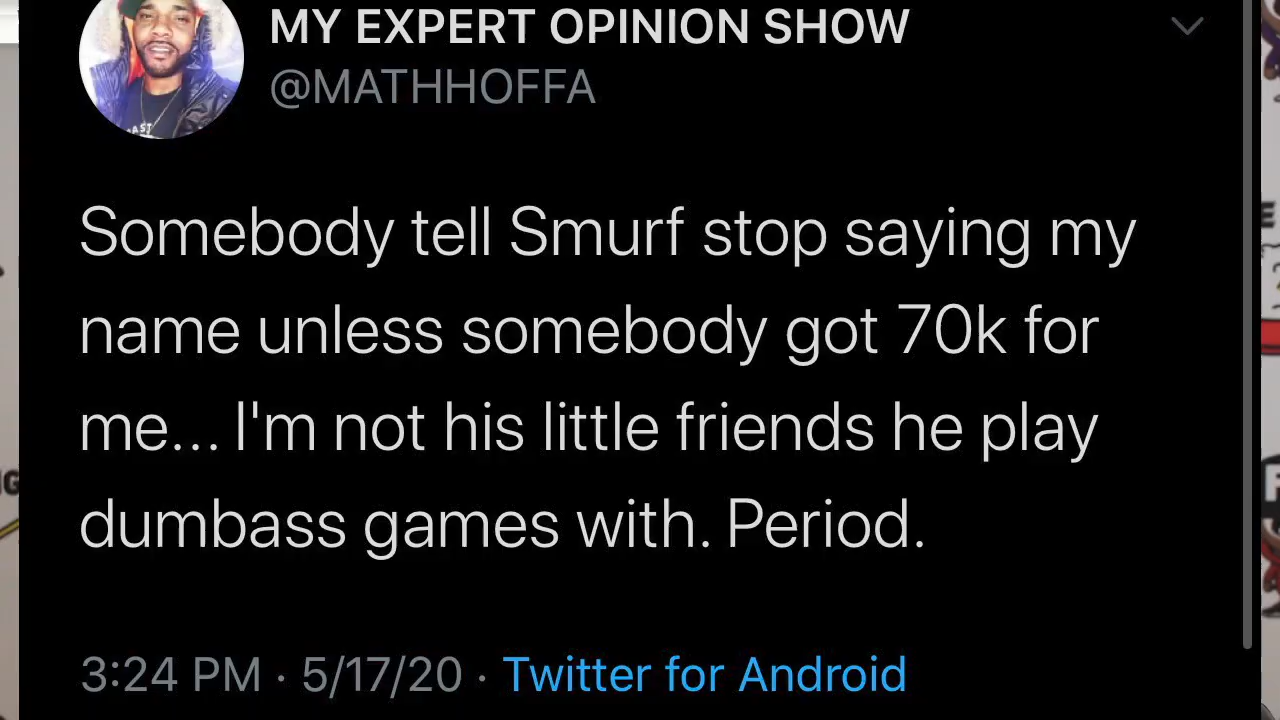 MY EXPERT OPINION SHOW
@MATHHOFFA
Somebody tell Smurf stop saying my
name unless somebody got 70k for
me... I'm not his little friends he play
dumbass games with. Period.
3:24 PM · 5/17/20 · Twitter for Android